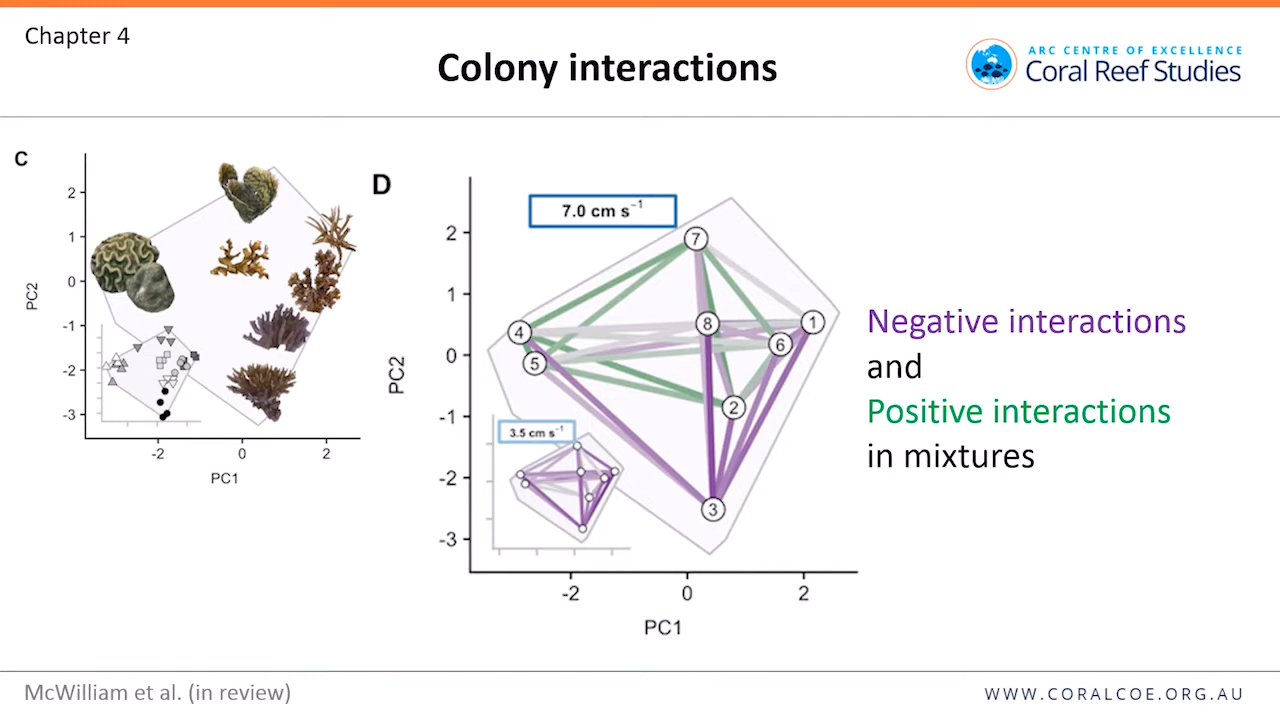 Chapter 4
Colony interactions
ARC CENTRE OF EXCELLENCE
Coral Reef Studies
C
2
1
0
-1
-2
-3
PC2
-2
0
2
PC1
D
7.0 cm s⁻¹
2
1
0
-1
-2
-3
PC2
7
4
8
1
6
5
2
3
3.5 cm s⁻¹
-2
0
2
PC1
Negative interactions
and
Positive interactions
in mixtures
McWilliam et al. (in review)
WWW.CORALCOE.ORG.AU